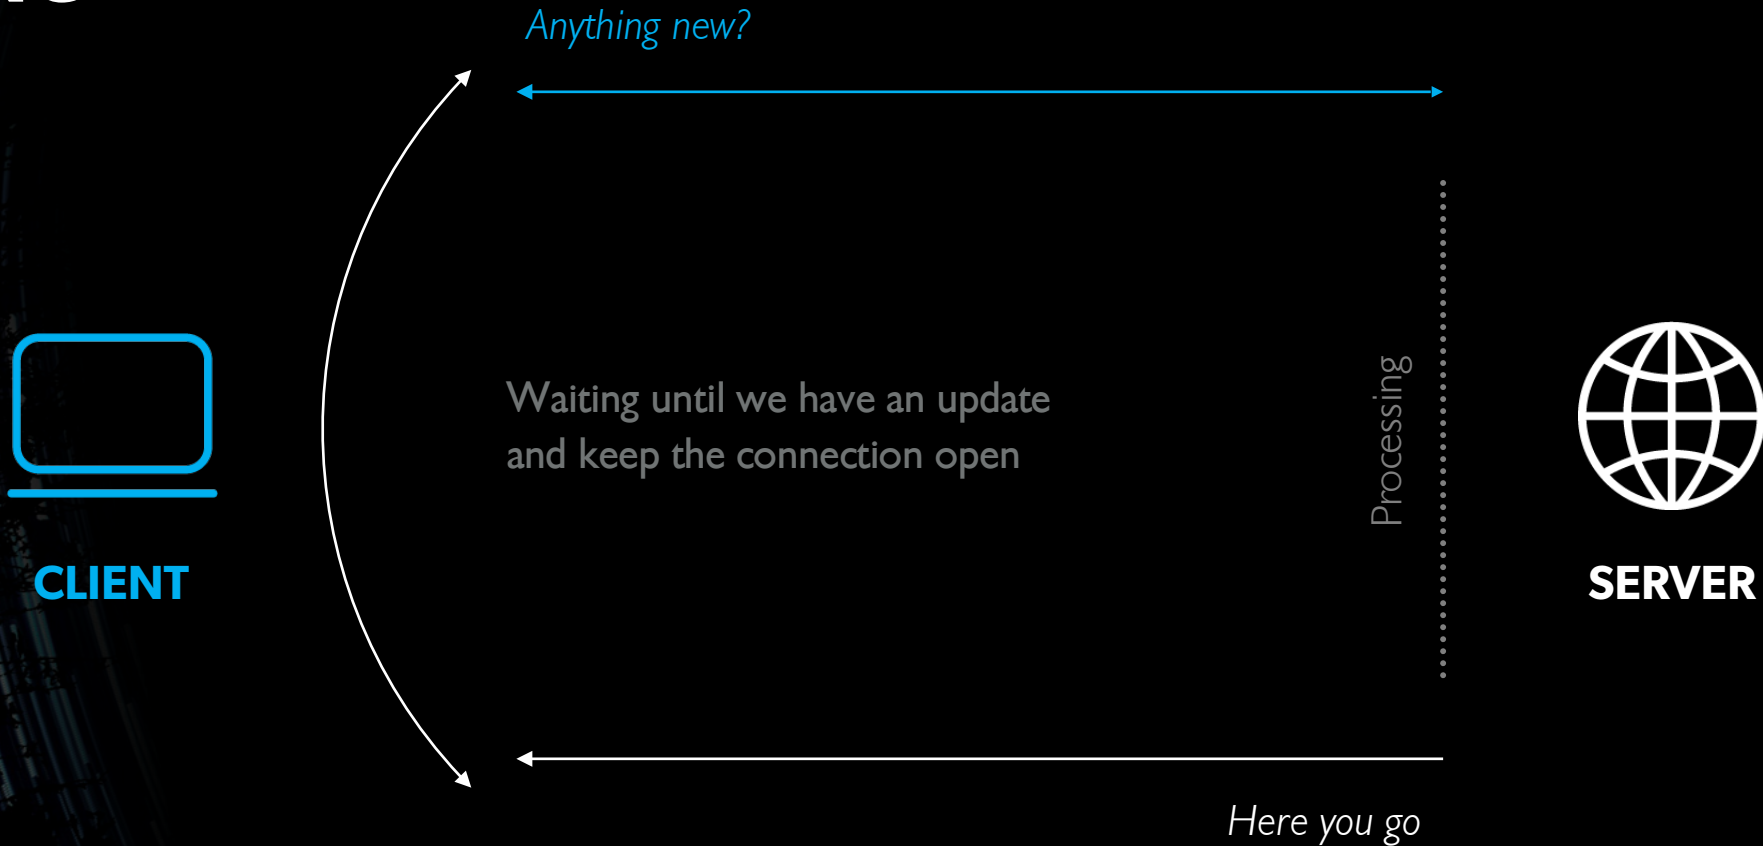 Anything new?
Waiting until we have an update
and keep the connection open
Processing
CLIENT
SERVER
Here you go